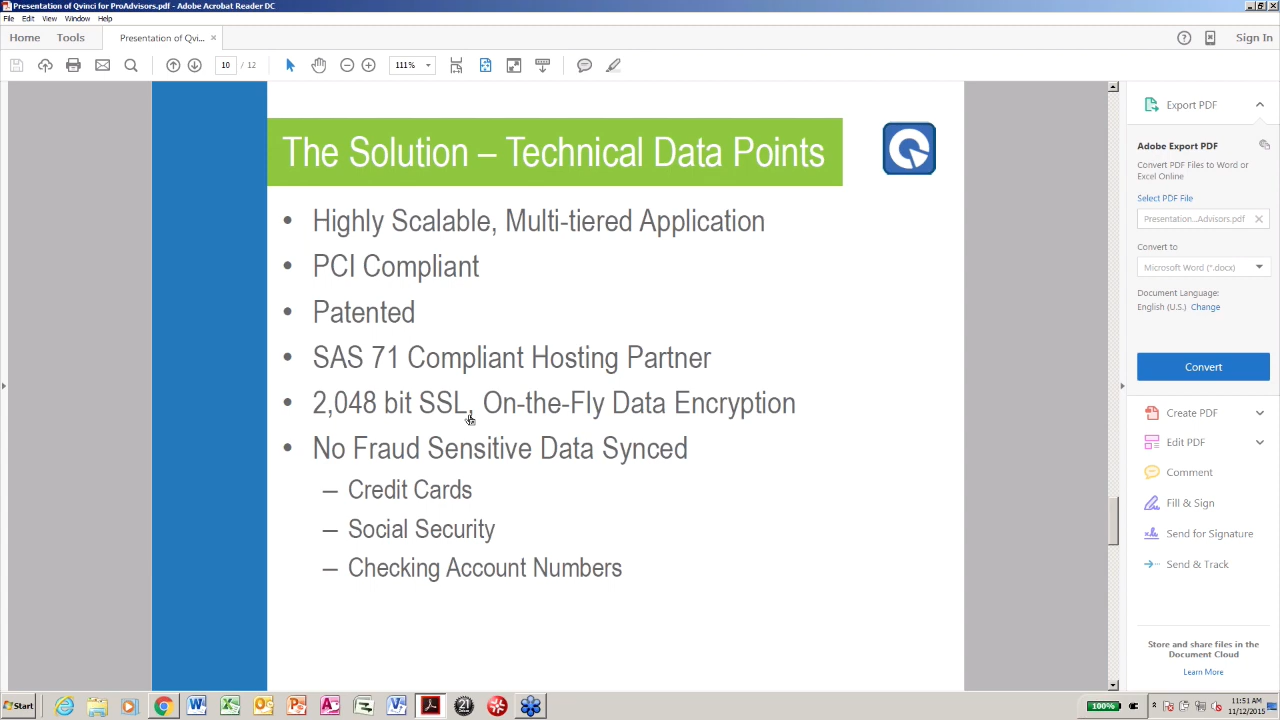 Presentation of Qvinci for ProAdvisors.pdf - Adobe Acrobat Reader DC
File Edit View Window Help
Home Tools Presentation of Qvi... × Sign In
10 / 12 111%
The Solution – Technical Data Points
• Highly Scalable, Multi-tiered Application
• PCI Compliant
• Patented
• SAS 71 Compliant Hosting Partner
• 2,048 bit SSL, On-the-Fly Data Encryption
• No Fraud Sensitive Data Synced
– Credit Cards
– Social Security
– Checking Account Numbers
Export PDF
Adobe Export PDF
Convert PDF Files to Word or
Excel Online
Select PDF File
Presentation...Advisors.pdf ×
Convert to
Microsoft Word (*.docx)
Document Language:
English (U.S.) Change
Convert
Create PDF
Edit PDF
Comment
Fill & Sign
Send for Signature
Send & Track
Store and share files in the
Document Cloud
Learn More
Start
100%
11:51 AM
11/12/2015